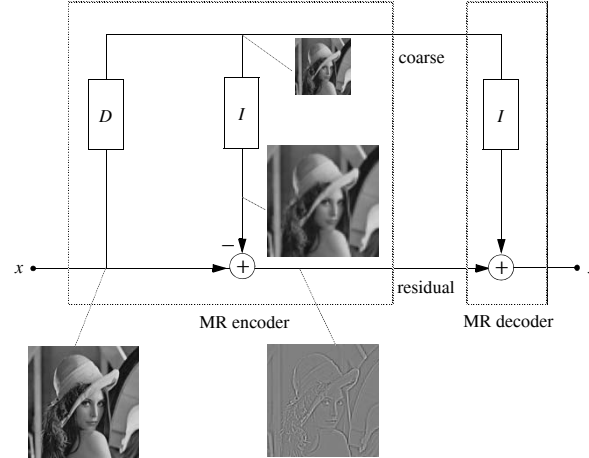 coarse
D
I
I
−
x
+
+
residual
MR encoder
MR decoder